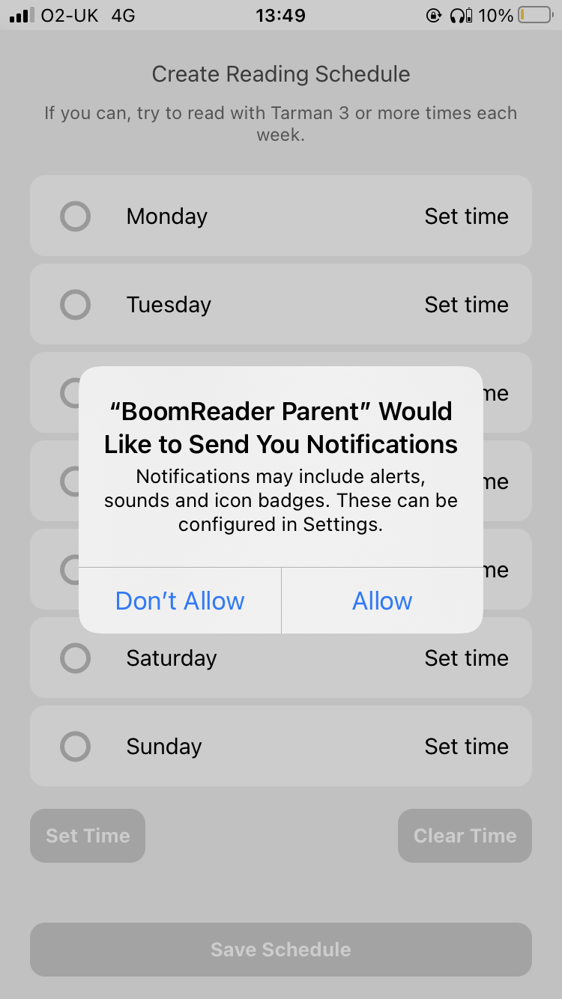 O2-UK 4G 13:49 10%
Create Reading Schedule
If you can, try to read with Tarman 3 or more times each
week.
Monday Set time
Tuesday Set time
me
“BoomReader Parent” Would
Like to Send You Notifications
Notifications may include alerts,
me
sounds and icon badges. These can be
configured in Settings.
me
Don’t Allow Allow
Saturday Set time
Sunday Set time
Set Time Clear Time
Save Schedule